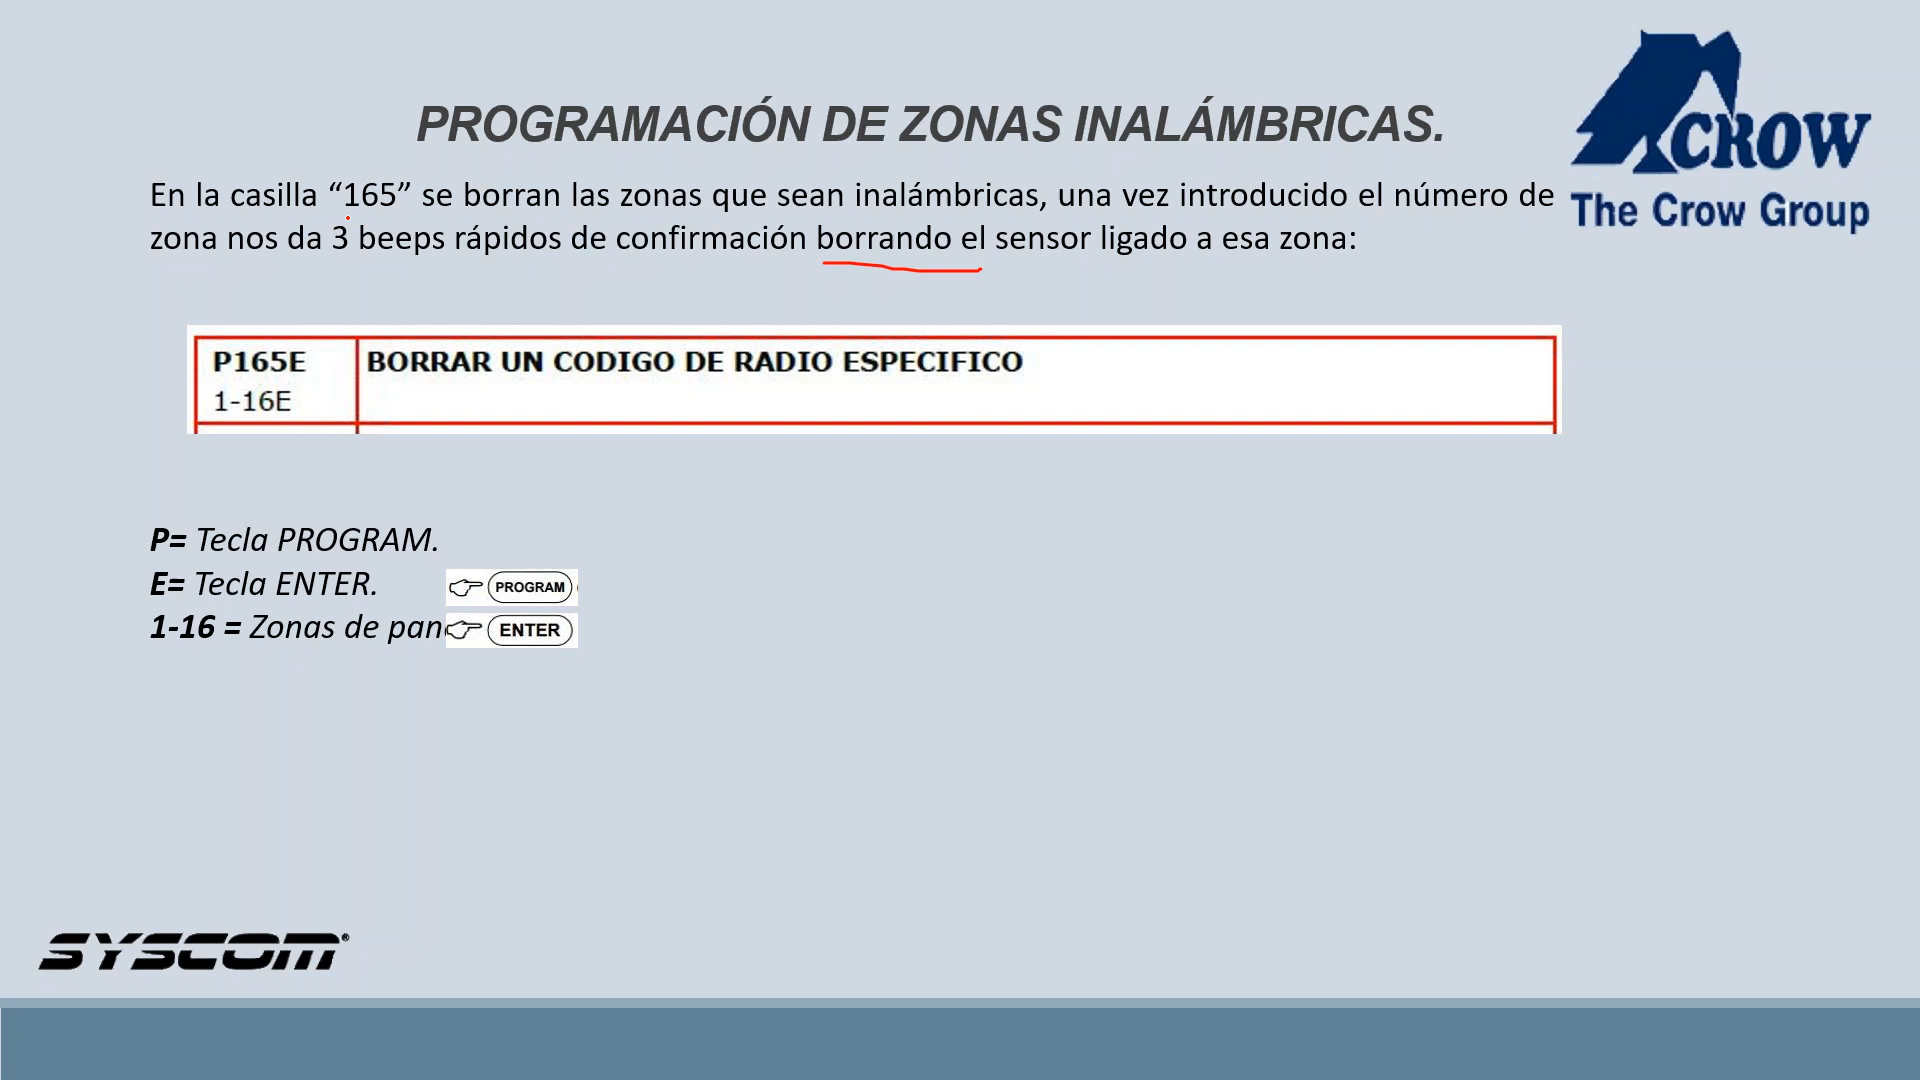 PROGRAMACIÓN DE ZONAS INALÁMBRICAS.
CROW
The Crow Group
En la casilla “165” se borran las zonas que sean inalámbricas, una vez introducido el número de
zona nos da 3 beeps rápidos de confirmación borrando el sensor ligado a esa zona:
P165E BORRAR UN CODIGO DE RADIO ESPECIFICO
1-16E
P= Tecla PROGRAM.
E= Tecla ENTER.
PROGRAM
1-16 = Zonas de
ENTER
SYSCOM®